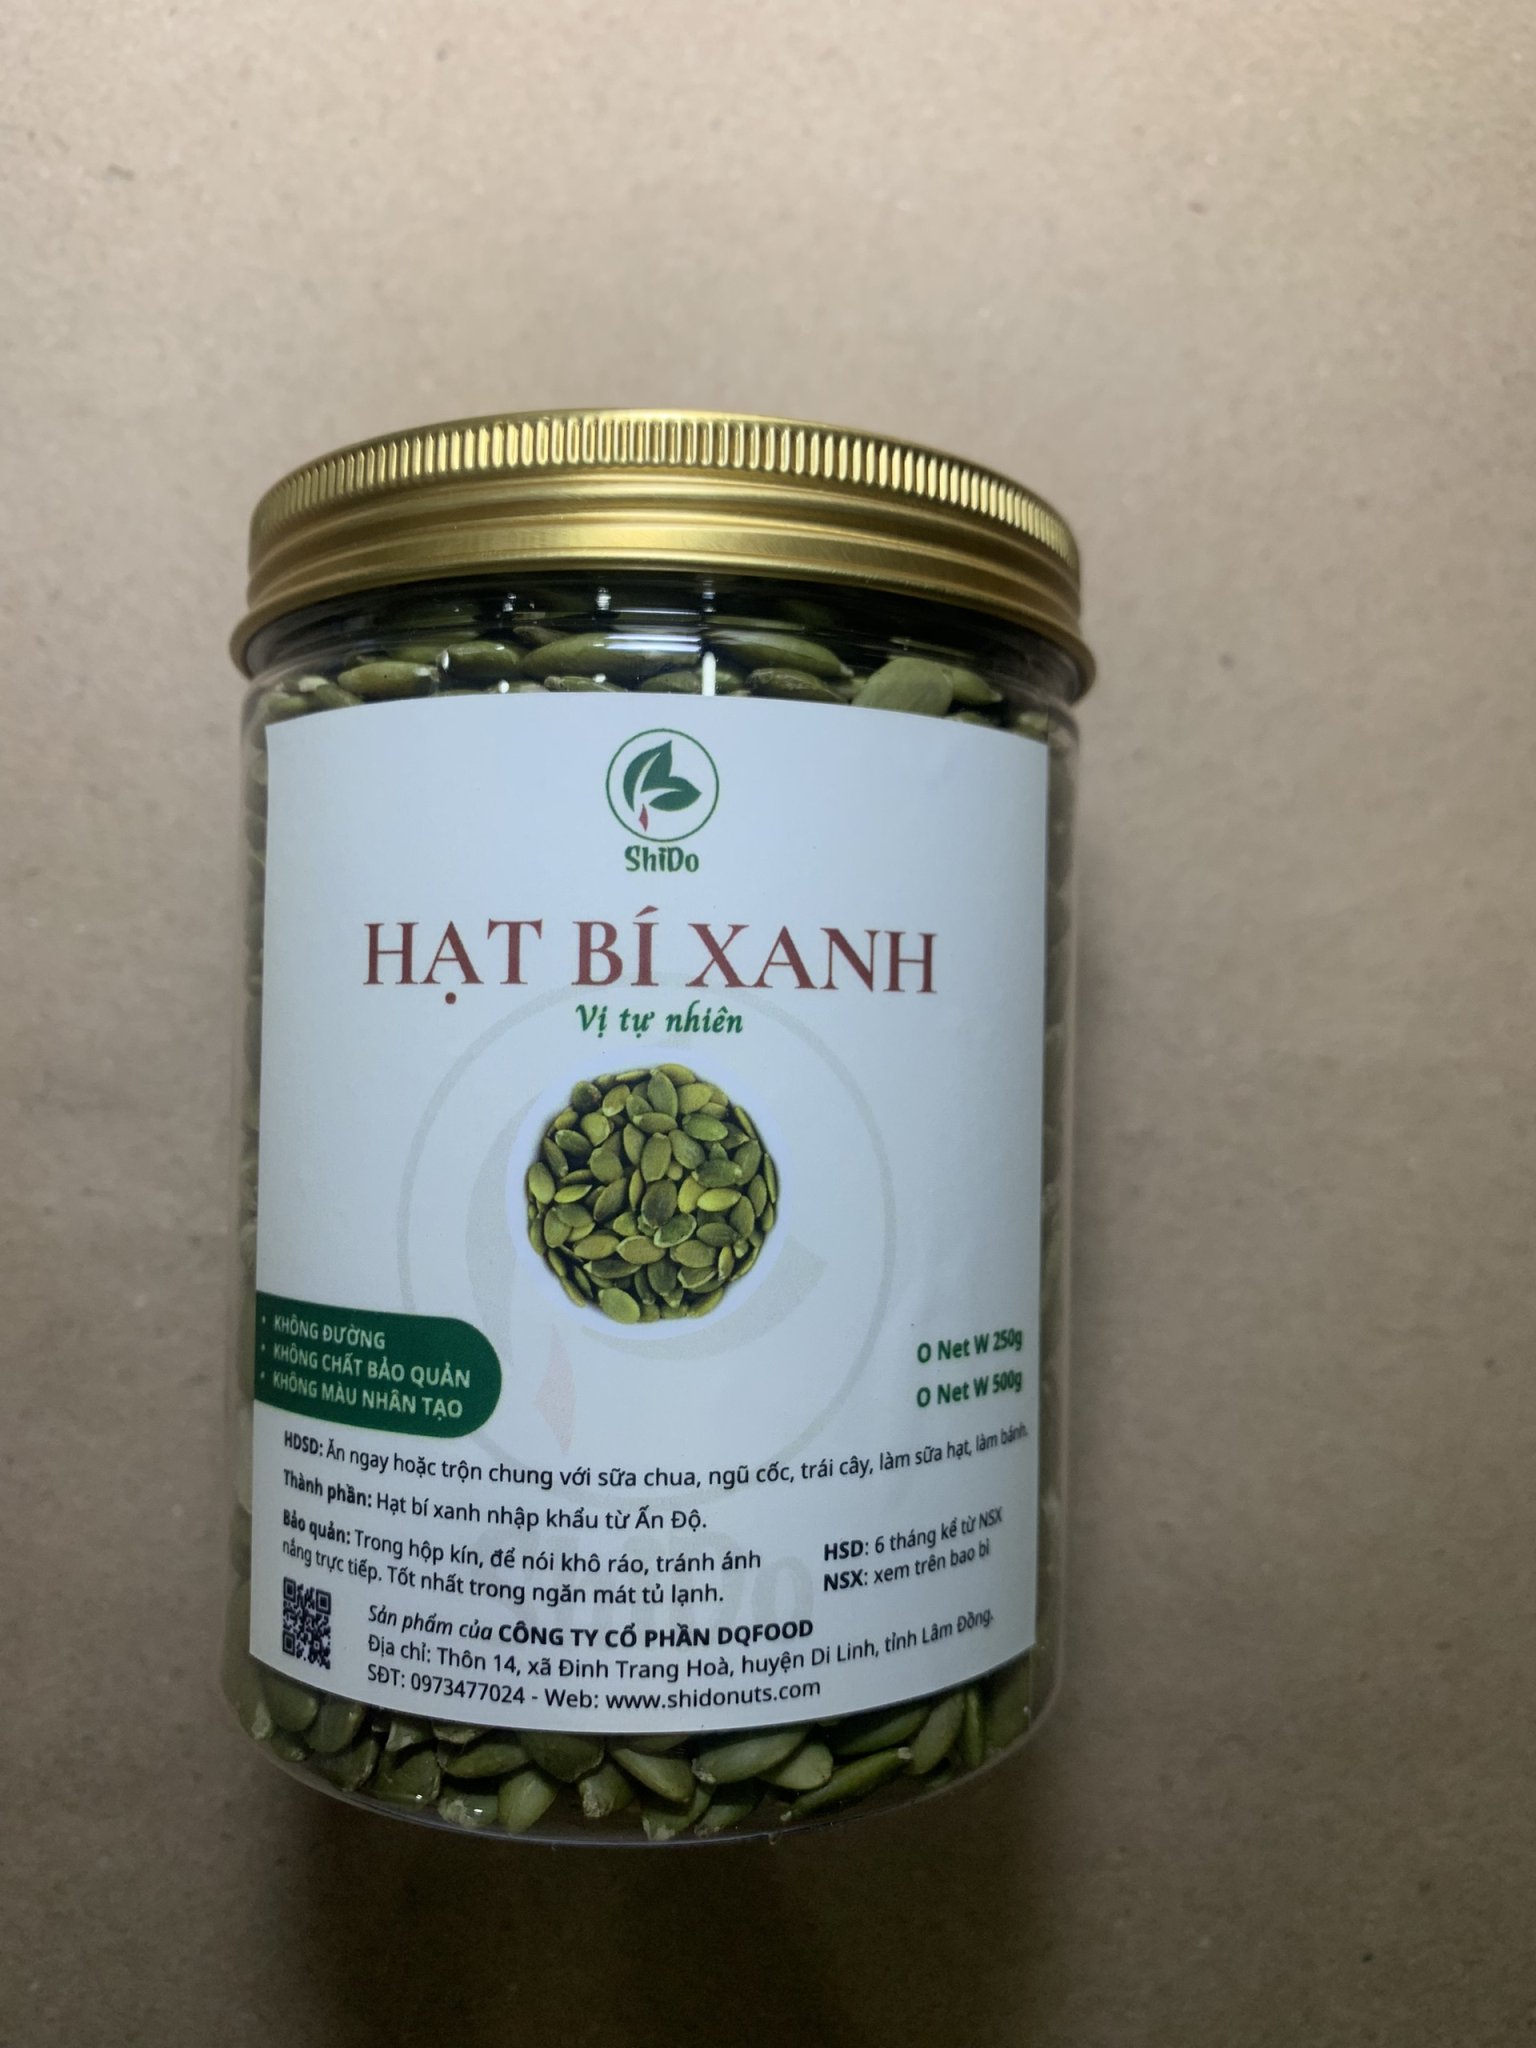 ShiDo
HẠT BÍ XANH
Vị tự nhiên
• KHÔNG ĐƯỜNG
• KHÔNG CHẤT BẢO QUẢN
• KHÔNG MÀU NHÂN TẠO
O Net W 250g
O Net W 500g
HDSD: Ăn ngay hoặc trộn chung với sữa chua, ngũ cốc, trái cây, làm sữa hạt, làm bánh.
Thành phần: Hạt bí xanh nhập khẩu từ Ấn Độ.
Bảo quản: Trong hộp kín, để nói khô ráo, tránh ánh
nắng trực tiếp. Tốt nhất trong ngăn mát tủ lạnh.
HSD: 6 tháng kể từ NSX
NSX: xem trên bao bì
Sản phẩm của CÔNG TY CỔ PHẦN DQFOOD
Địa chỉ: Thôn 14, xã Đinh Trang Hoà, huyện Di Linh, tỉnh Lâm Đồng.
SĐT: 0973477024 - Web: www.shidonuts.com